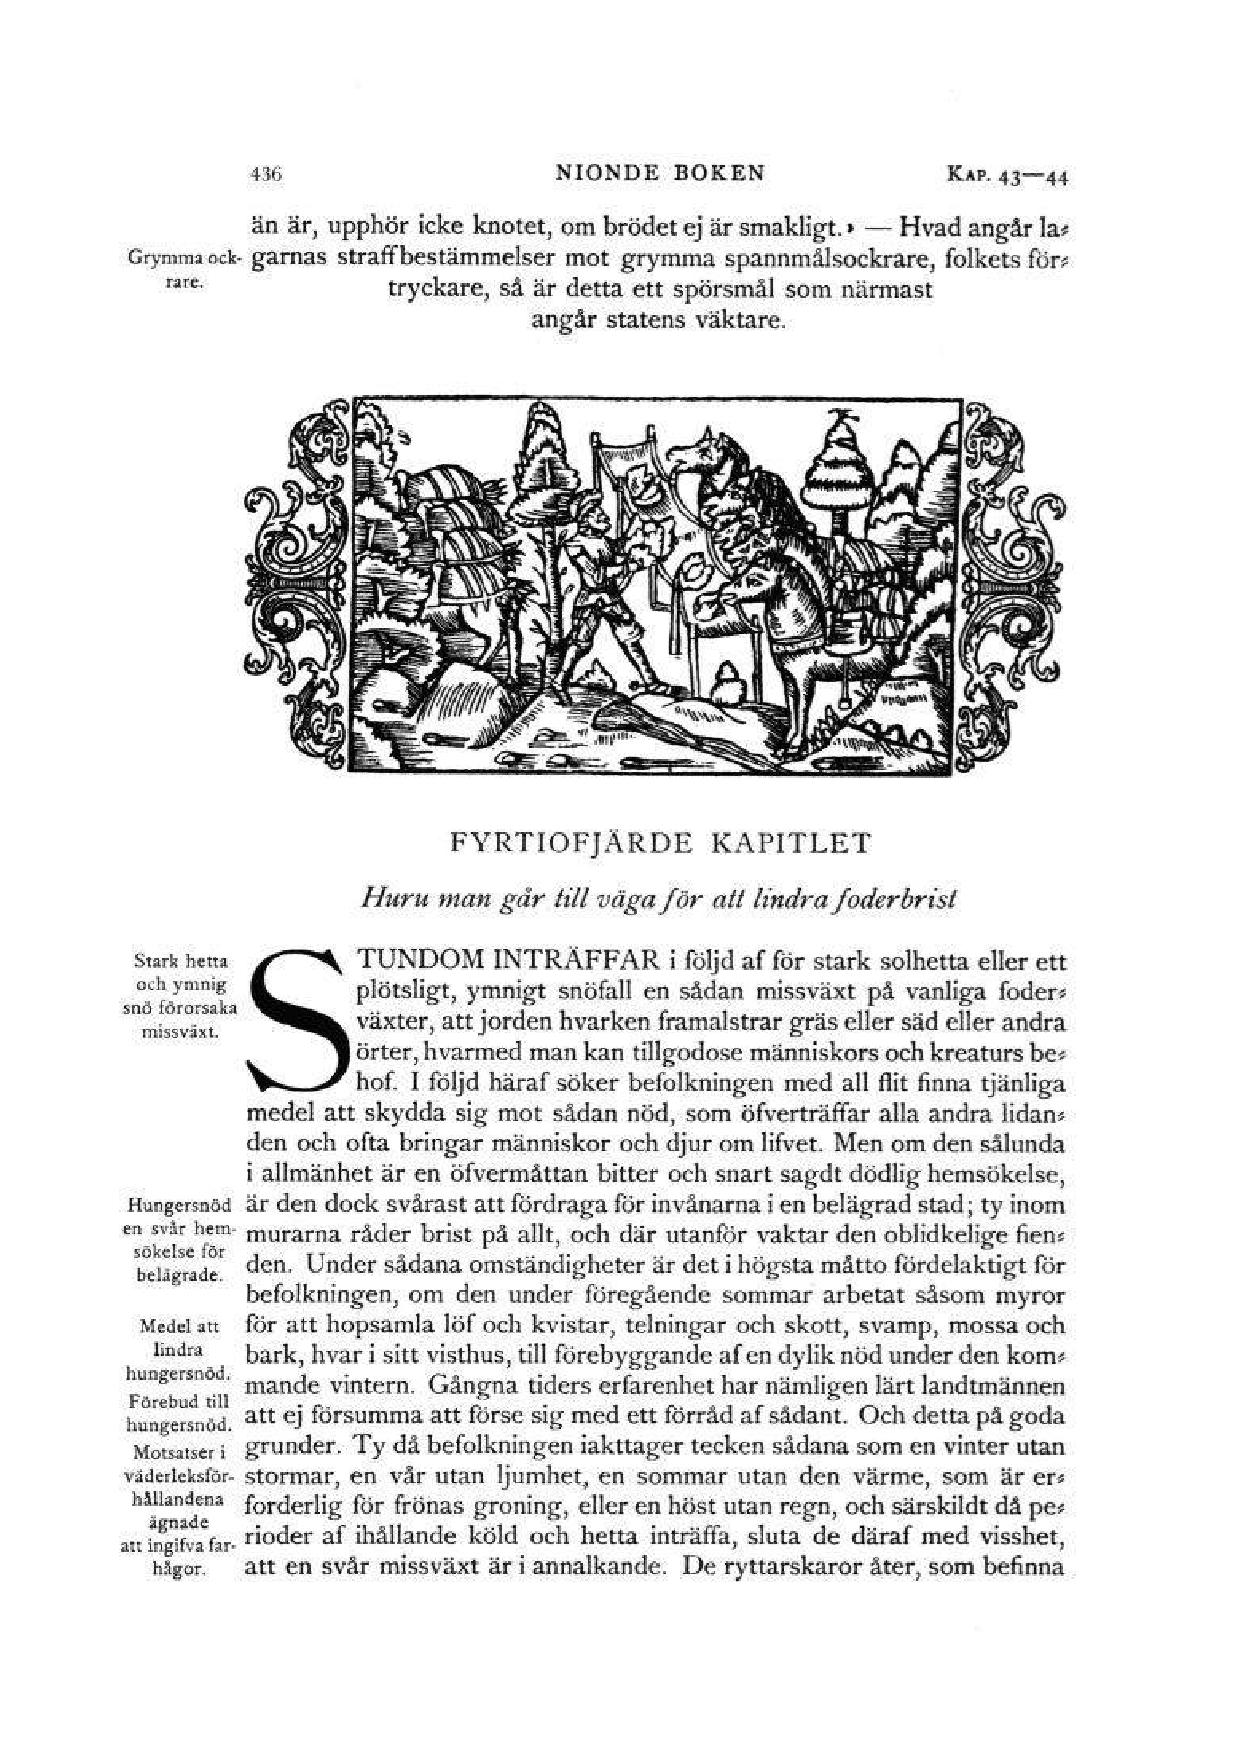 436 NIONDE BOKEN KAP. 43—44
än är, upphör icke knotet, om brödet ej är smakligt.» — Hvad angår la-
garnas straffbestämmelser mot grymma spannmålsockrare, folkets för-
tryckare, så är detta ett spörsmål som närmast
angår statens väktare.
Grymma ock-
rare.
FYRTIOFJÄRDE KAPITLET
Huru man går till väga för att lindra foderbrist
Stark hetta
och ymnig
snö förorsaka
missväxt.
STUNDOM INTRÄFFAR i följd af för stark solhetta eller ett
plötsligt, ymnigt snöfall en sådan missväxt på vanliga foder-
växter, att jorden hvarken framalstrar gräs eller säd eller andra
örter, hvarmed man kan tillgodose människors och kreaturs be-
hof. I följd häraf söker befolkningen med all flit finna tjänliga
medel att skydda sig mot sådan nöd, som öfverträffar alla andra lidan-
den och ofta bringar människor och djur om lifvet. Men om den sålunda
i allmänhet är en öfvermåttan bitter och snart sagdt dödlig hemsökelse,
är den dock svårast att fördraga för invånarna i en belägrad stad; ty inom
murarna råder brist på allt, och där utanför vaktar den oblidkelige fien-
den. Under sådana omständigheter är det i högsta måtto fördelaktigt för
befolkningen, om den under föregående sommar arbetat såsom myror
för att hopsamla löf och kvistar, telningar och skott, svamp, mossa och
bark, hvar i sitt visthus, till förebyggande af en dylik nöd under den kom-
mande vintern. Gångna tiders erfarenhet har nämligen lärt landtmännen
att ej försumma att förse sig med ett förråd af sådant. Och detta på goda
grunder. Ty då befolkningen iakttager tecken sådana som en vinter utan
stormar, en vår utan ljumhet, en sommar utan den värme, som är er-
forderlig för frönas groning, eller en höst utan regn, och särskildt då pe-
rioder af ihållande köld och hetta inträffa, sluta de däraf med visshet,
att en svår missväxt är i annalkande. De ryttarskaror åter, som befinna
Hungersnöd
en svår hem-
sökelse för
belägrade.
Medel att
lindra
hungersnöd.
Förebud till
hungersnöd.
Motsatser i
väderleksför-
hållandena
ägnade
att ingifva far-
hågor.